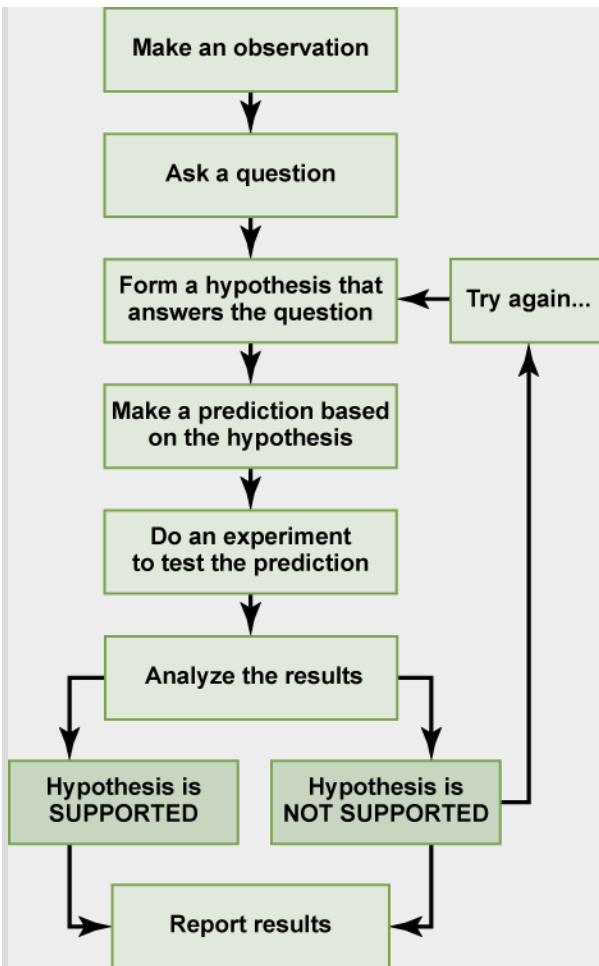 Make an observation
Ask a question
Form a hypothesis that
answers the question
Try again...
Make a prediction based
on the hypothesis
Do an experiment
to test the prediction
Analyze the results
Hypothesis is
SUPPORTED
Hypothesis is
NOT SUPPORTED
Report results